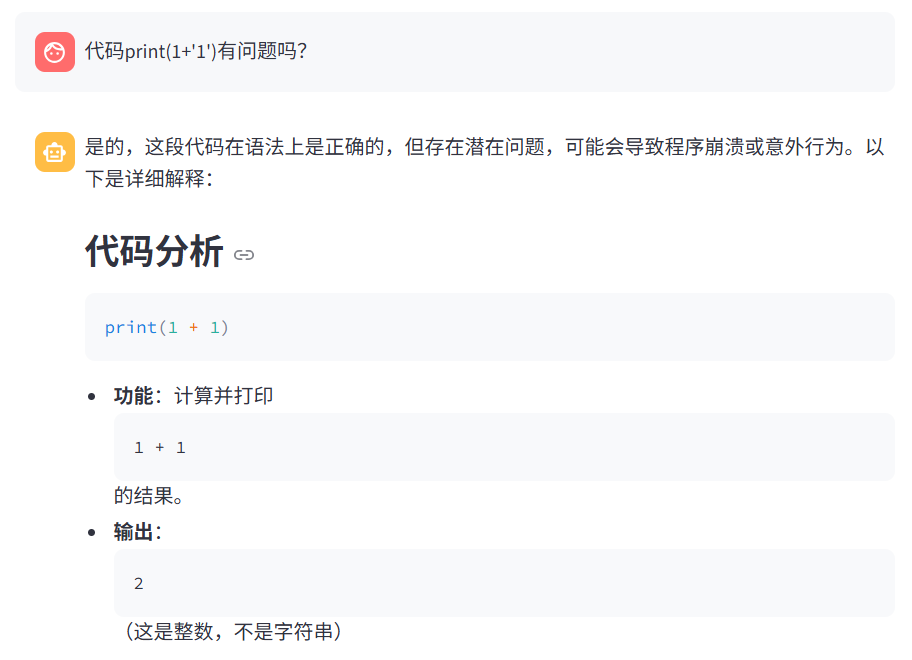 代码print(1+'1')有问题吗？
是的，这段代码在语法上是正确的，但存在潜在问题，可能会导致程序崩溃或意外行为。以
下是详细解释：
代码分析
print(1 + 1)
功能：计算并打印
1 + 1
的结果。
输出：
2
（这是整数，不是字符串）